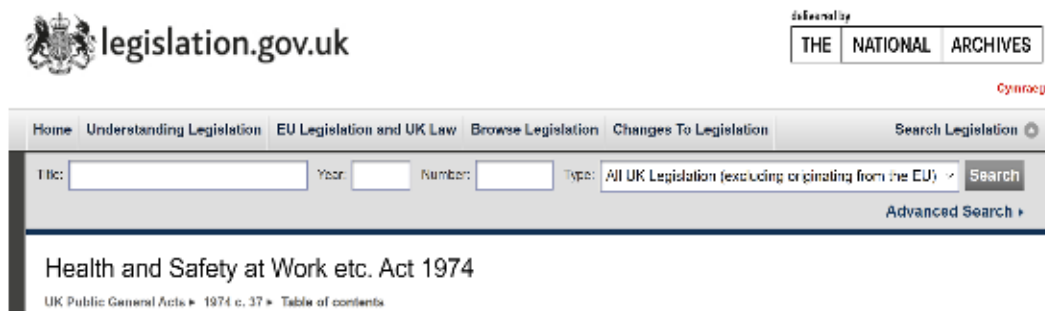 delivered by
legislation.gov.uk
THE NATIONAL ARCHIVES
Cymraeg
Home Understanding Legislation EU Legislation and UK Law Browse Legislation Changes To Legislation Search Legislation
Title: Year: Number: Type: All UK Legislation (excluding originating from the EU) Search
Advanced Search
Health and Safety at Work etc. Act 1974
UK Public General Acts 1974 c. 37 Table of contents